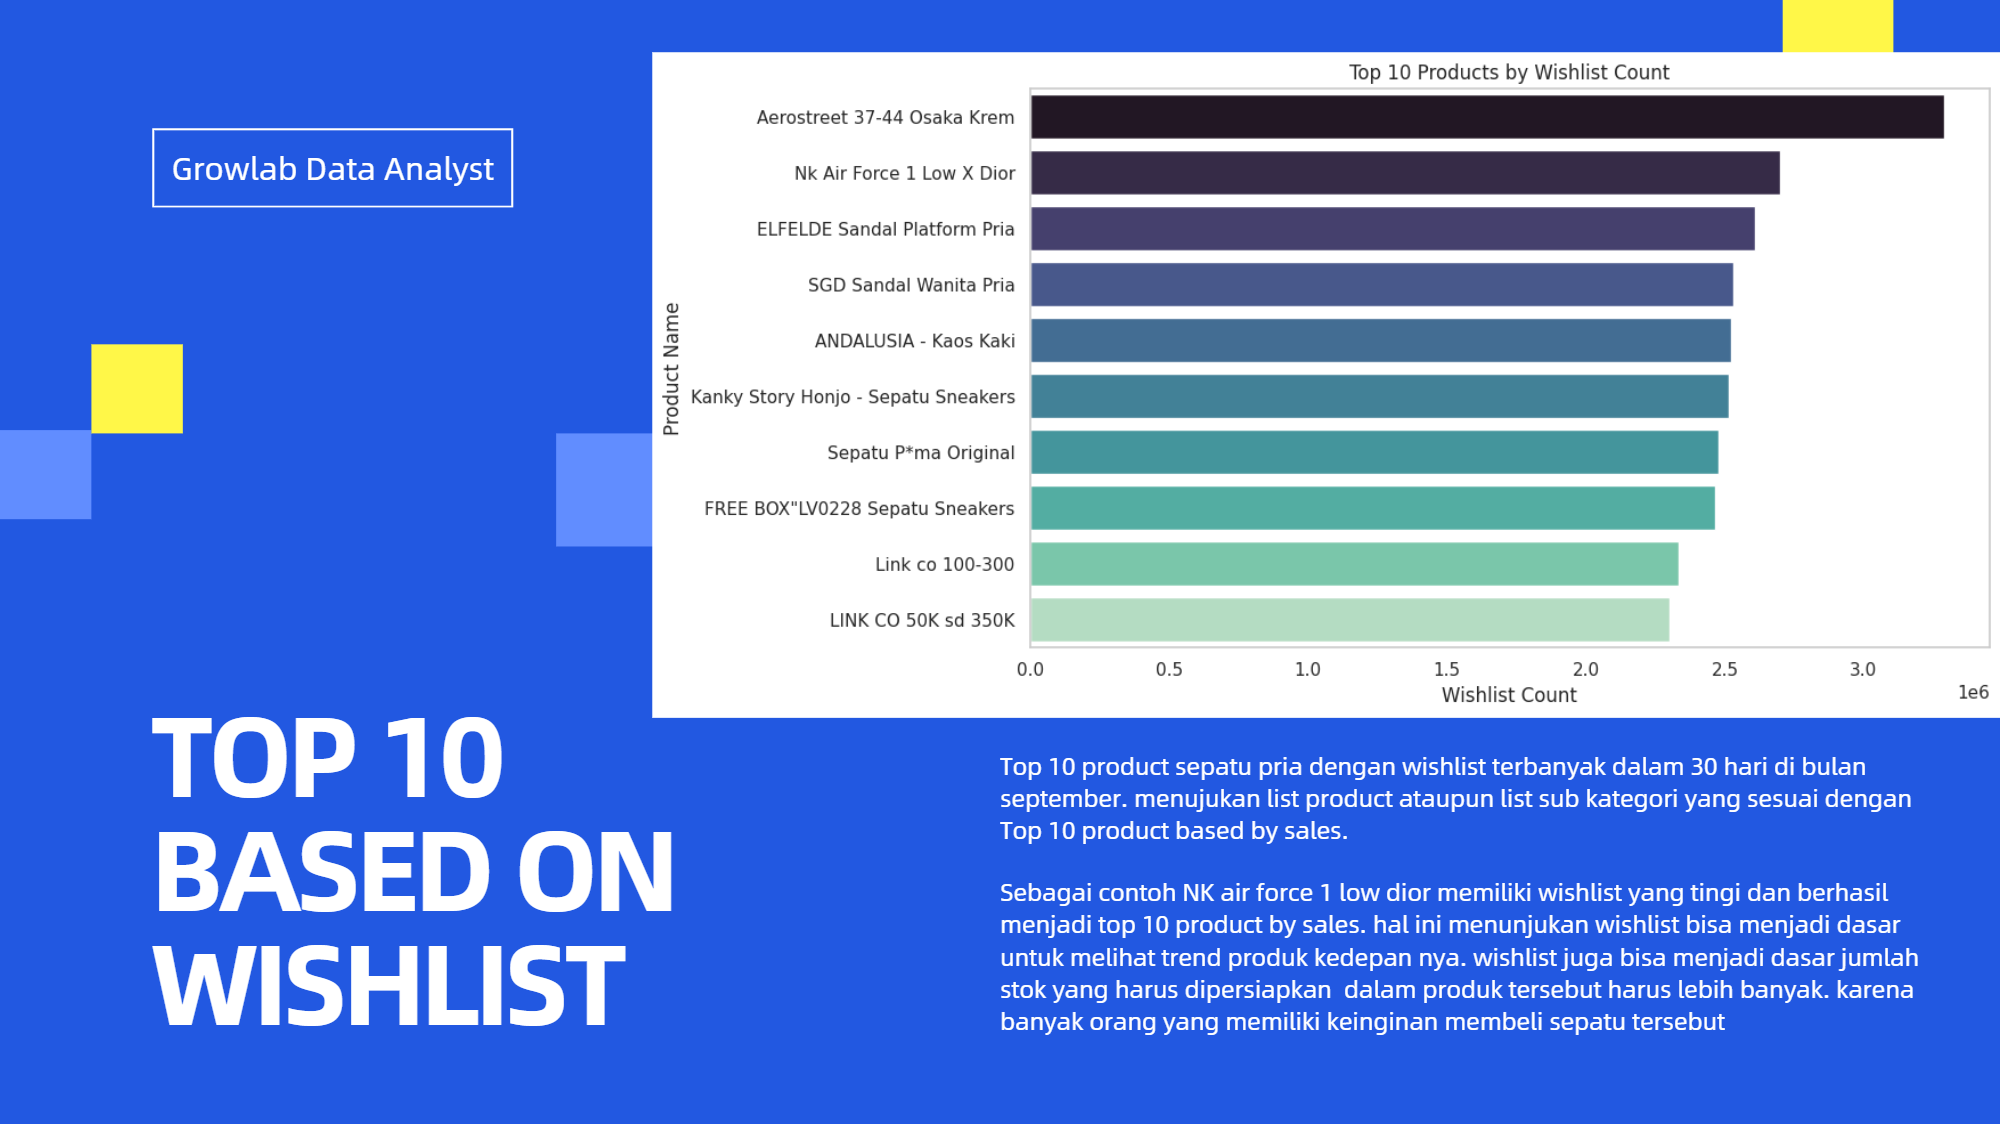 Growlab Data Analyst
TOP 10
BASED ON
WISHLIST
Top 10 Products by Wishlist Count
Product Name
Aerostreet 37-44 Osaka Krem
Nk Air Force 1 Low X Dior
ELFELDE Sandal Platform Pria
SGD Sandal Wanita Pria
ANDALUSIA - Kaos Kaki
Kanky Story Honjo - Sepatu Sneakers
Sepatu P*ma Original
FREE BOX"LV0228 Sepatu Sneakers
Link co 100-300
LINK CO 50K sd 350K
0.0 0.5 1.0 1.5 2.0 2.5 3.0
Wishlist Count
1e6
Top 10 product sepatu pria dengan wishlist terbanyak dalam 30 hari di bulan
september. menujukan list product ataupun list sub kategori yang sesuai dengan
Top 10 product based by sales.
Sebagai contoh NK air force 1 low dior memiliki wishlist yang tingi dan berhasil
menjadi top 10 product by sales. hal ini menunjukan wishlist bisa menjadi dasar
untuk melihat trend produk kedepan nya. wishlist juga bisa menjadi dasar jumlah
stok yang harus dipersiapkan  dalam produk tersebut harus lebih banyak. karena
banyak orang yang memiliki keinginan membeli sepatu tersebut